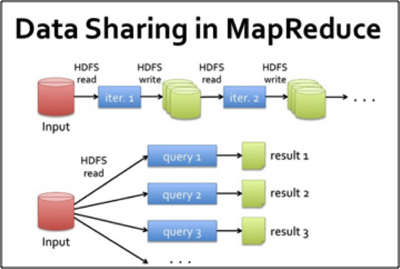 Data Sharing in MapReduce
HDFS read
HDFS write
HDFS read
HDFS write
iter. 1
iter. 2
. . .
Input
HDFS read
query 1
result 1
query 2
result 2
query 3
result 3
Input
. . .